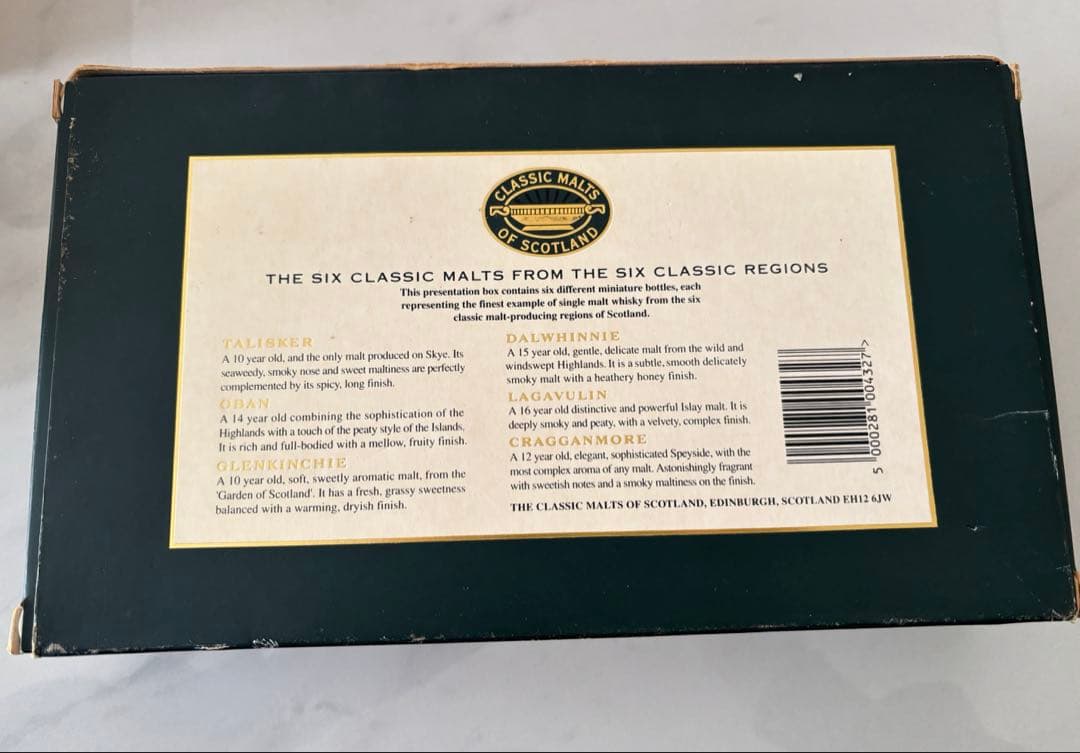 CLASSIC MALTS
OF SCOTLAND
THE SIX CLASSIC MALTS FROM THE SIX CLASSIC REGIONS
This presentation box contains six different miniature bottles, each
representing the finest example of single malt whisky from the six
classic malt-producing regions of Scotland.
TALISKER
A 10 year old, and the only malt produced on Skye. Its
seaweedy, smoky nose and sweet maltiness are perfectly
complemented by its spicy, long finish.
OBAN
A 14 year old combining the sophistication of the
Highlands with a touch of the peaty style of the Islands.
It is rich and full-bodied with a mellow, fruity finish.
GLENKINCHIE
A 10 year old, soft, sweetly aromatic malt, from the
'Garden of Scotland'. It has a fresh, grassy sweetness
balanced with a warming, dryish finish.
DALWHINNIE
A 15 year old, gentle, delicate malt from the wild and
windswept Highlands. It is a subtle, smooth delicately
smoky malt with a heathery honey finish.
LAGAVULIN
A 16 year old distinctive and powerful Islay malt. It is
deeply smoky and peaty, with a velvety, complex finish.
CRAGGANMORE
A 12 year old, elegant, sophisticated Speyside, with the
most complex aroma of any malt. Astonishingly fragrant
with sweetish notes and a smoky maltiness on the finish.
THE CLASSIC MALTS OF SCOTLAND, EDINBURGH, SCOTLAND EH12 6JW
5 000281 004327 >